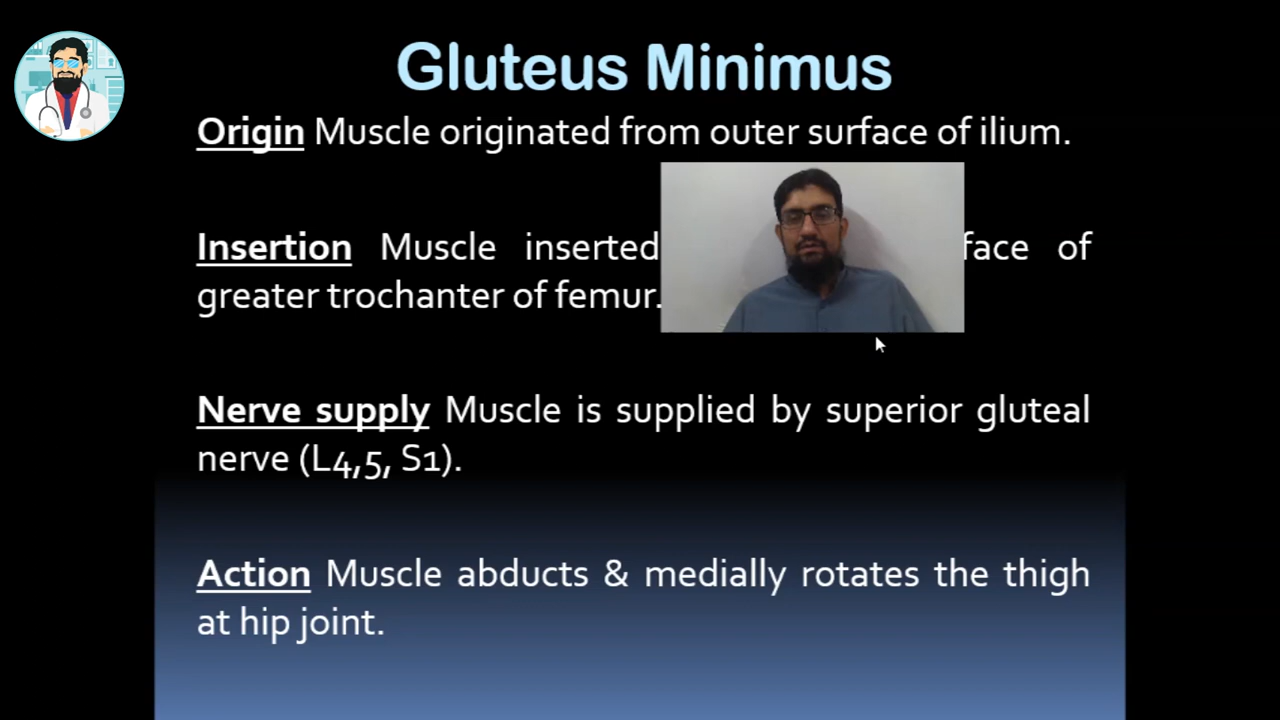 Gluteus Minimus
Origin Muscle originated from outer surface of ilium.
Insertion Muscle inserted face of
greater trochanter of femur.
Nerve supply Muscle is supplied by superior gluteal
nerve (L4,5, S1).
Action Muscle abducts & medially rotates the thigh
at hip joint.